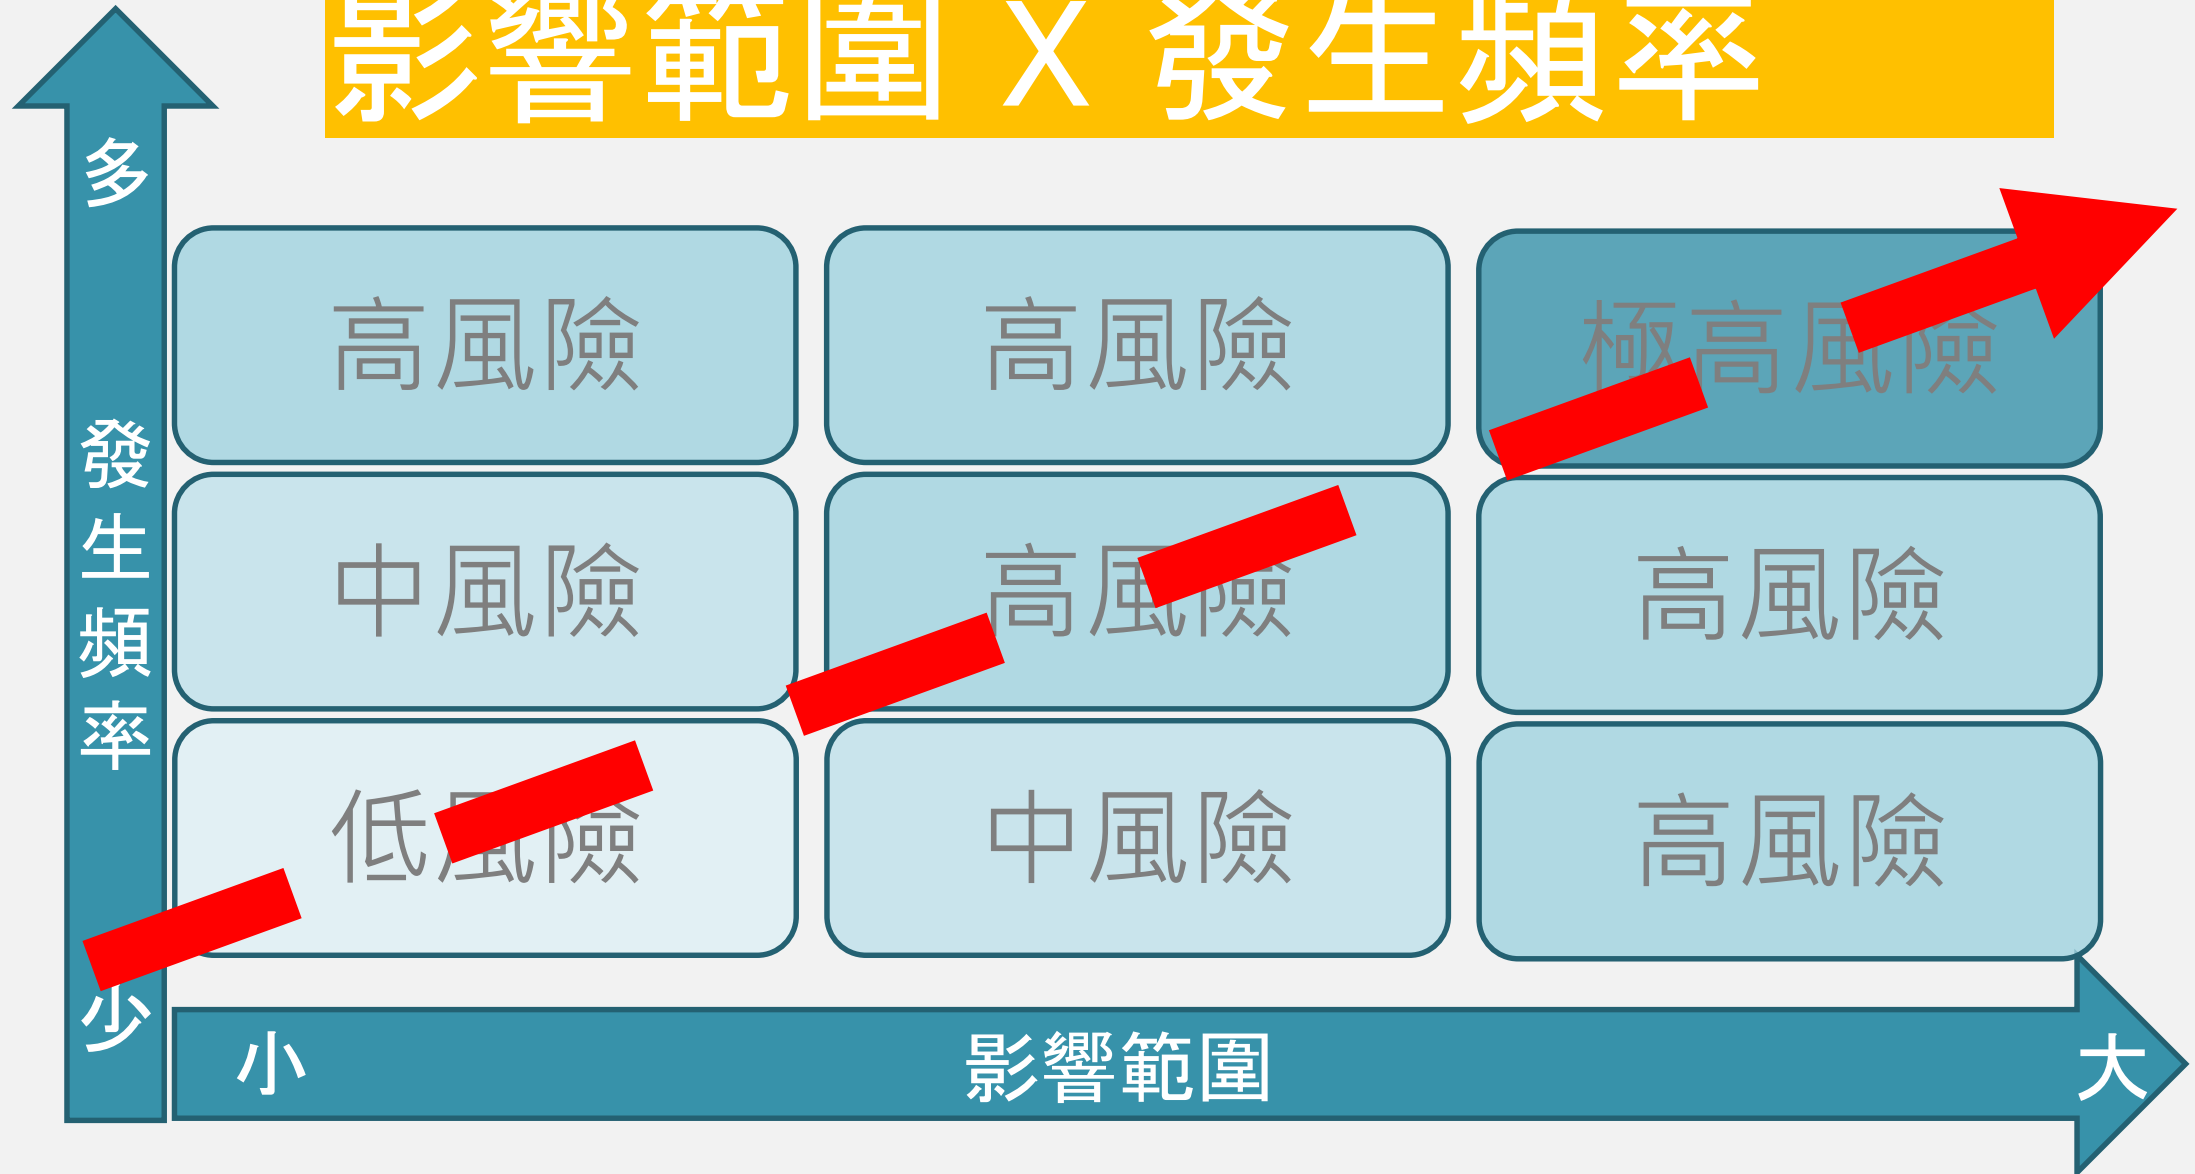 影響範圍 X 發生頻率
多
發生頻率
少
高風險 高風險 極高風險
中風險 高風險 高風險
低風險 中風險 高風險
小 影響範圍 大